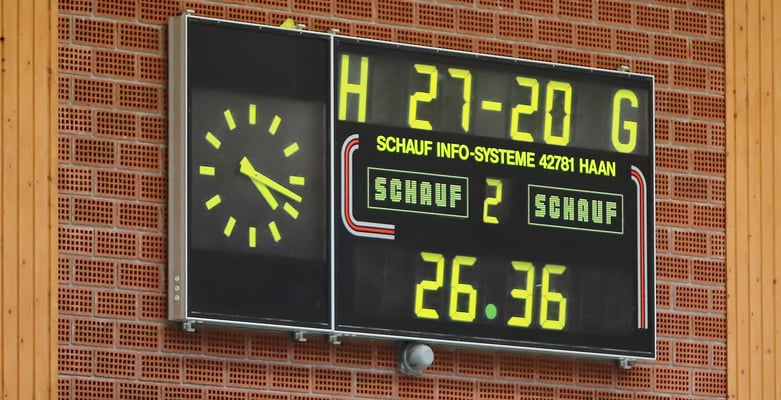 H 27-20 G
SCHAUF INFO-SYSTEME 42781 HAAN
SCHAUF 2 SCHAUF
26.36